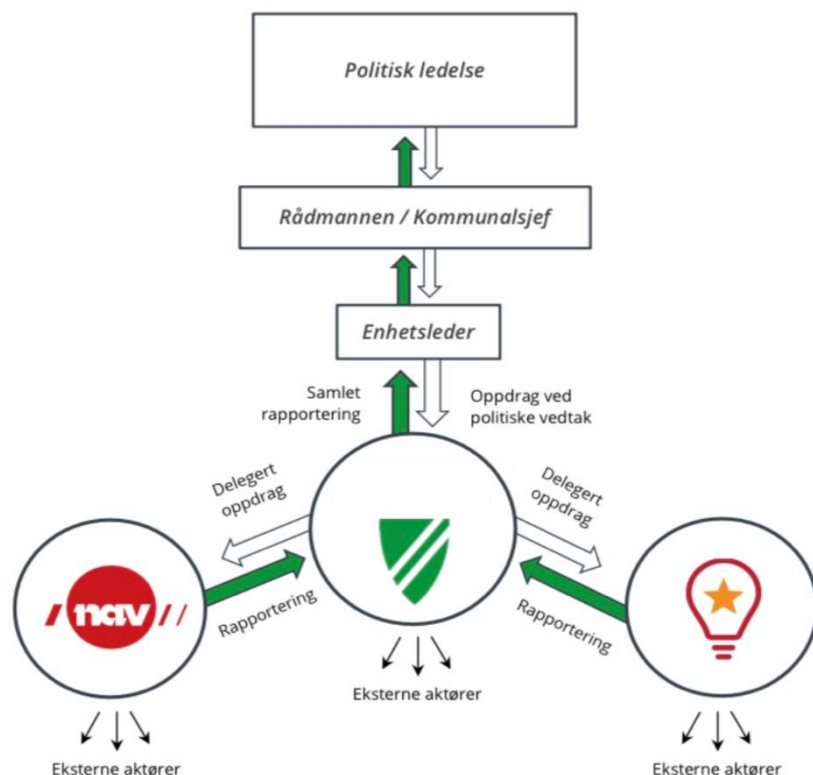 Politisk ledelse
Rådmannen / Kommunalsjef
Enhetsleder
Samlet
rapportering
Oppdrag ved
politiske vedtak
Delegert
oppdrag
Delegert
oppdrag
nav
Rapportering
Rapportering
Eksterne aktører
Eksterne aktører
Eksterne aktører